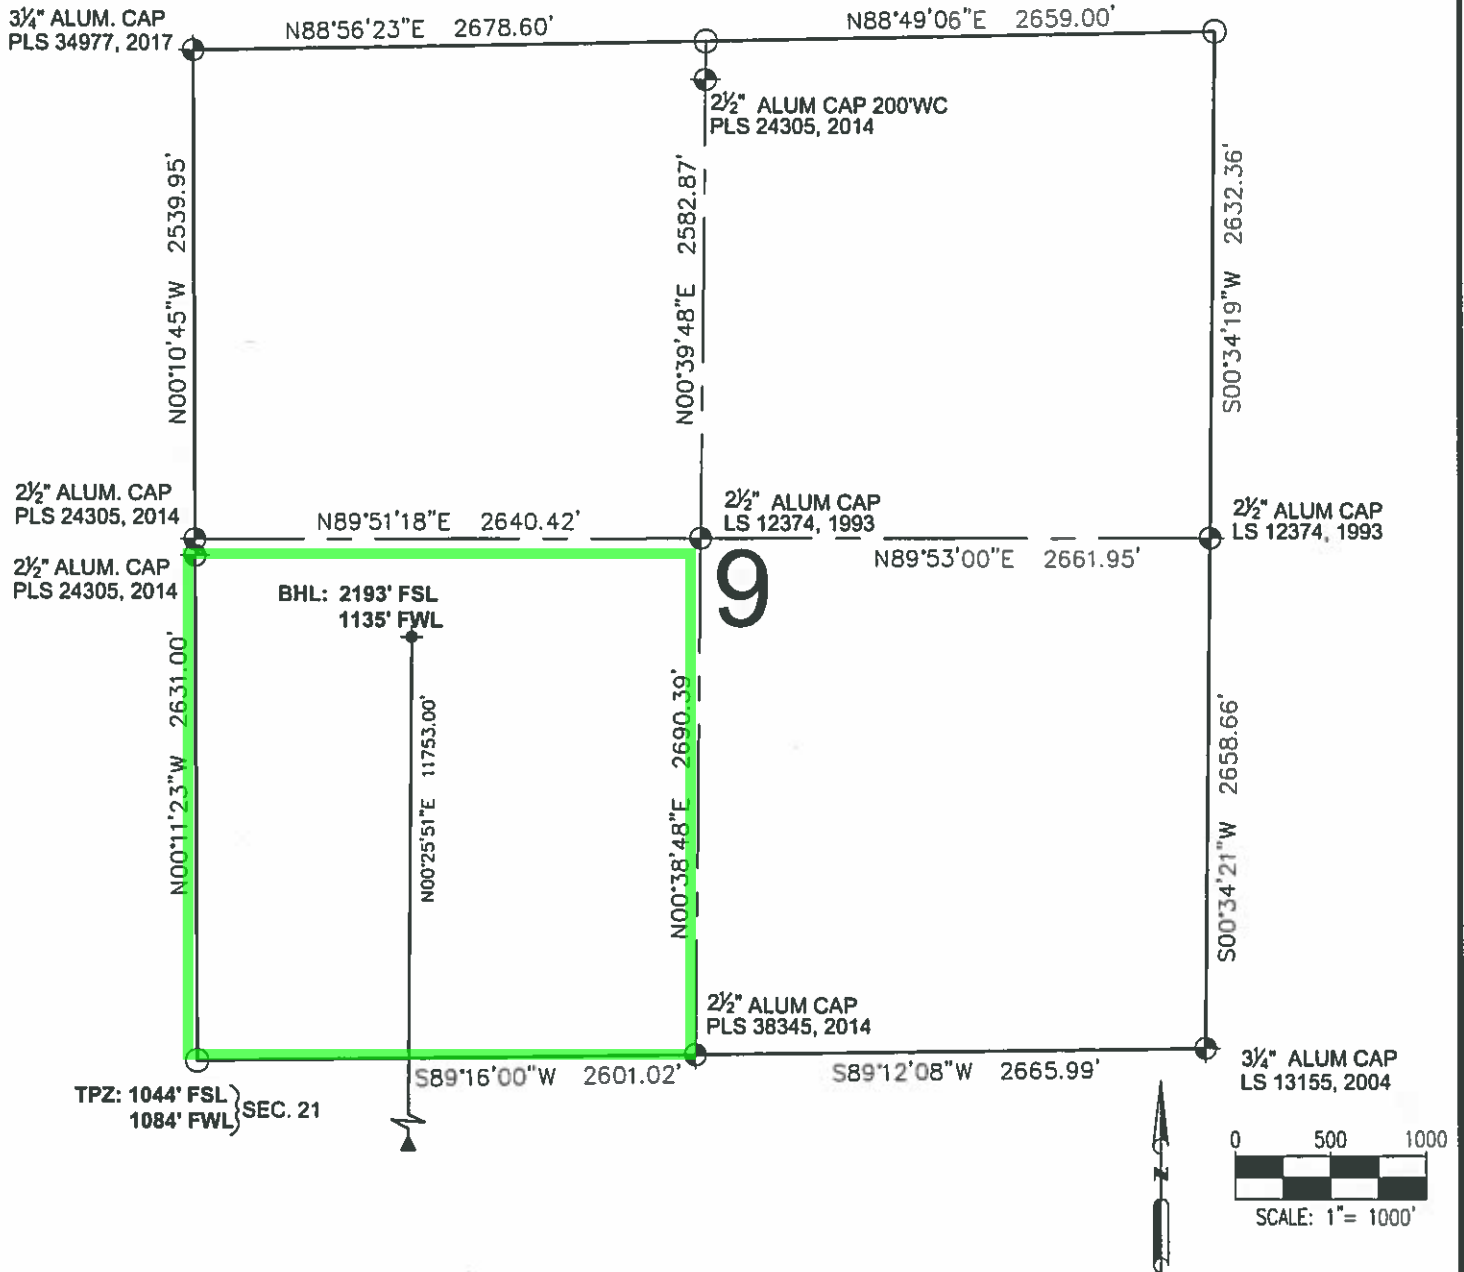 3¼" ALUM. CAP
PLS 34977, 2017
N88°56'23"E 2678.60'
N88°49'06"E 2659.00'
2½" ALUM CAP 200'WC
PLS 24305, 2014
N00°10'45"W 2539.95'
N00°39'48"E 2582.87'
S00°34'19"W 2632.36'
2½" ALUM. CAP
PLS 24305, 2014
N89°51'18"E 2640.42'
2½" ALUM CAP
LS 12374, 1993
2½" ALUM CAP
LS 12374, 1993
N89°53'00"E 2661.95'
2½" ALUM. CAP
PLS 24305, 2014
9
BHL: 2193' FSL
1135' FWL
N00°11'23"W 2631.00'
N00°25'51"E 11753.00'
N00°38'48"E 2690.39'
S00°34'21"W 2658.66'
2½" ALUM CAP
PLS 38345, 2014
S89°16'00"W 2601.02'
S89°12'08"W 2665.99'
3¼" ALUM CAP
LS 13155, 2004
TPZ: 1044' FSL
1084' FWL
SEC. 21
N
0 500 1000
SCALE: 1"= 1000'